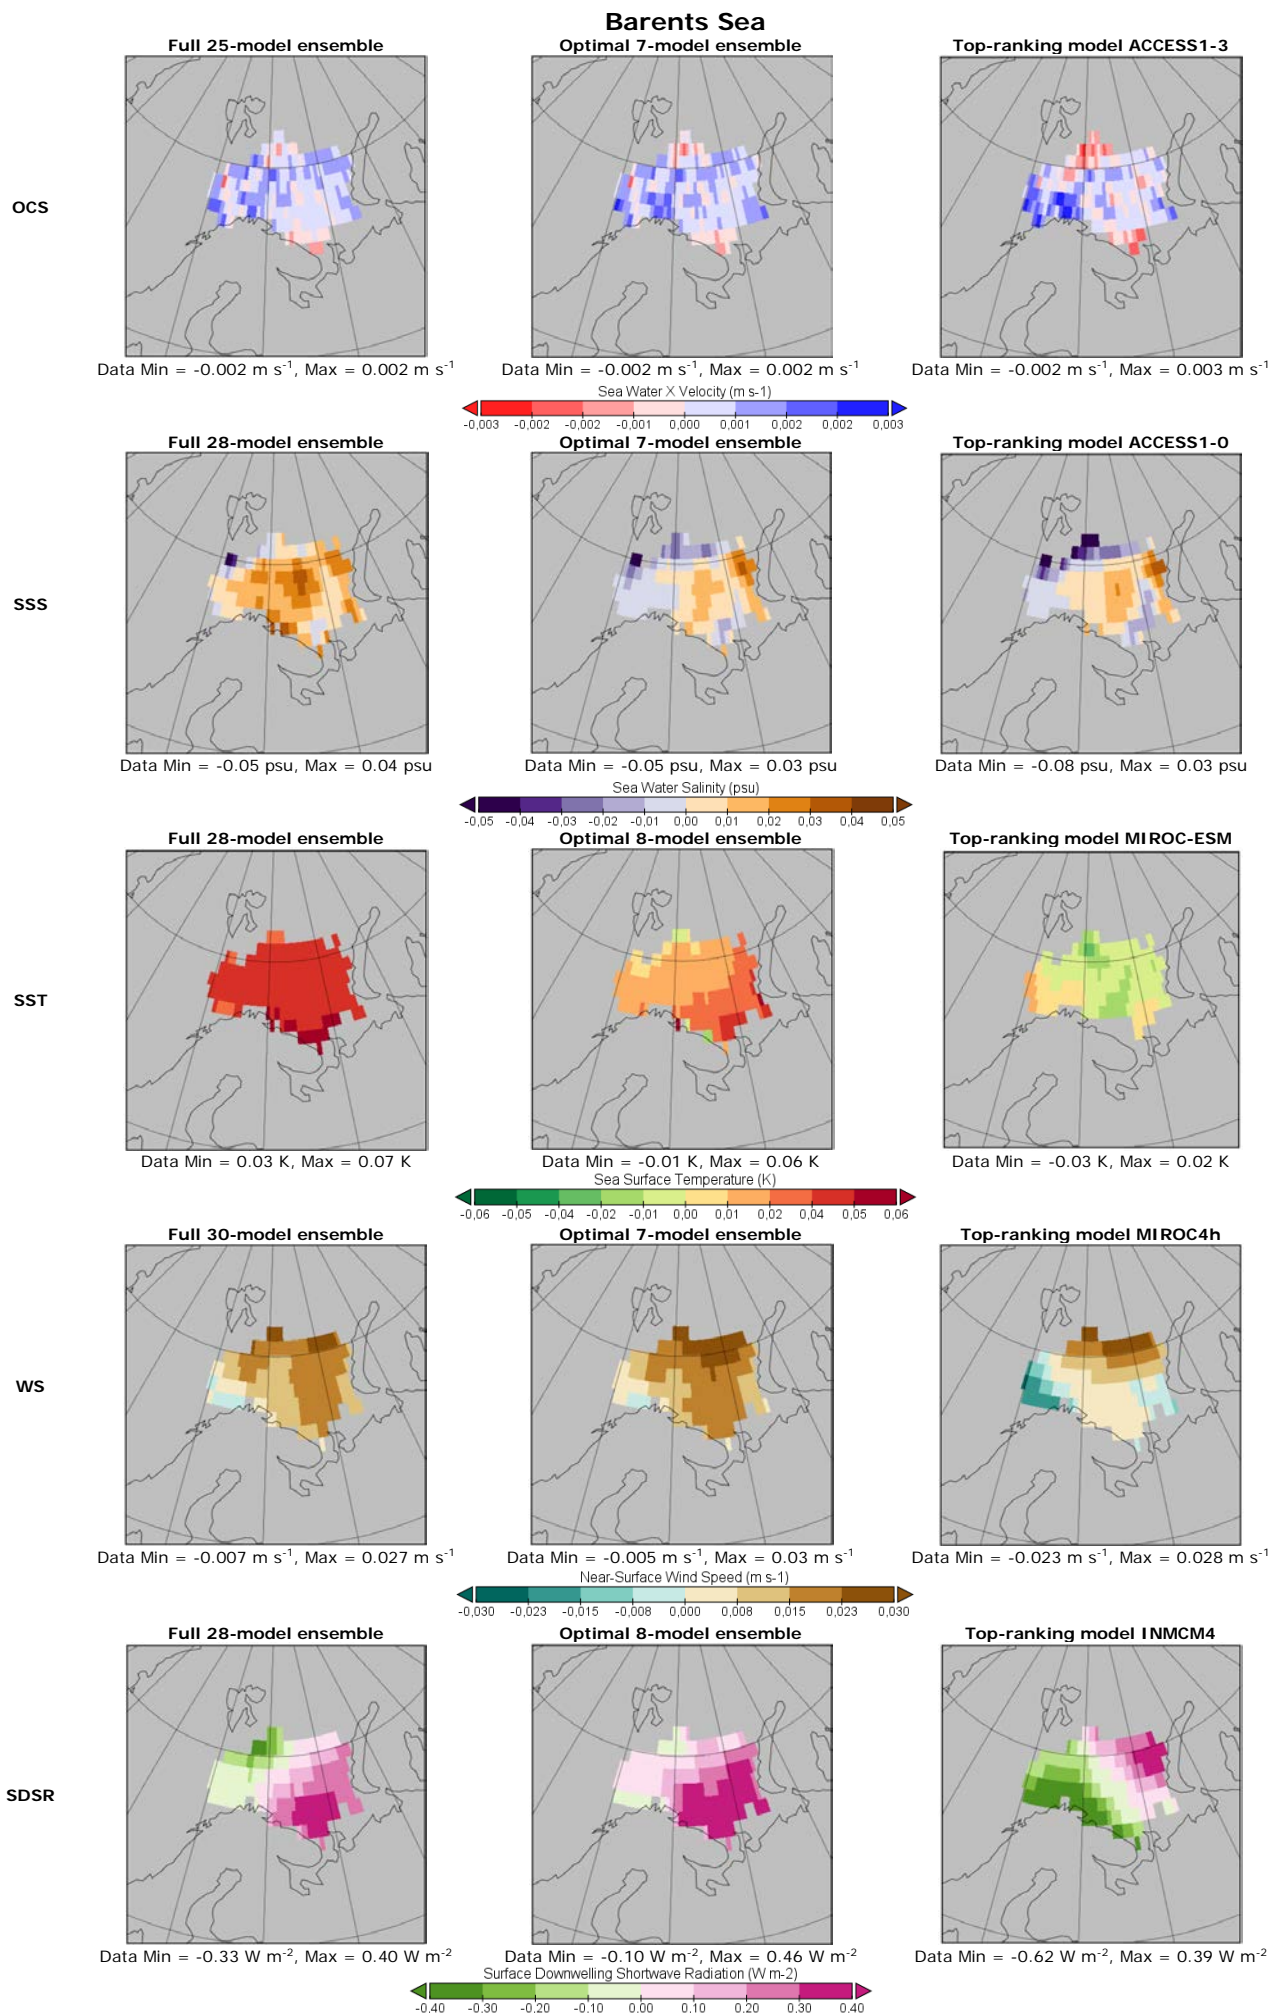 Barents Sea
Full 25-model ensemble
Optimal 7-model ensemble
Top-ranking model ACCESS1-3
OCS
Data Min = -0.002 m s-1, Max = 0.002 m s-1
Data Min = -0.002 m s-1, Max = 0.002 m s-1
Data Min = -0.002 m s-1, Max = 0.003 m s-1
Sea Water X Velocity (m s-1)
-0,003 -0,002 -0,002 -0,001 0,000 0,001 0,002 0,002 0,003
Full 28-model ensemble
Optimal 7-model ensemble
Top-ranking model ACCESS1-0
SSS
Data Min = -0.05 psu, Max = 0.04 psu
Data Min = -0.05 psu, Max = 0.03 psu
Data Min = -0.08 psu, Max = 0.03 psu
Sea Water Salinity (psu)
-0,05 -0,04 -0,03 -0,02 -0,01 0,00 0,01 0,02 0,03 0,04 0,05
Full 28-model ensemble
Optimal 8-model ensemble
Top-ranking model MIROC-ESM
SST
Data Min = 0.03 K, Max = 0.07 K
Data Min = -0.01 K, Max = 0.06 K
Data Min = -0.03 K, Max = 0.02 K
Sea Surface Temperature (K)
-0,06 -0,05 -0,04 -0,02 -0,01 0,00 0,01 0,02 0,04 0,05 0,06
Full 30-model ensemble
Optimal 7-model ensemble
Top-ranking model MIROC4h
WS
Data Min = -0.007 m s-1, Max = 0.027 m s-1
Data Min = -0.005 m s-1, Max = 0.03 m s-1
Data Min = -0.023 m s-1, Max = 0.028 m s-1
Near-Surface Wind Speed (m s-1)
-0,030 -0,023 -0,015 -0,008 0,000 0,008 0,015 0,023 0,030
Full 28-model ensemble
Optimal 8-model ensemble
Top-ranking model INMCM4
SDSR
Data Min = -0.33 W m-2, Max = 0.40 W m-2
Data Min = -0.10 W m-2, Max = 0.46 W m-2
Data Min = -0.62 W m-2, Max = 0.39 W m-2
Surface Downwelling Shortwave Radiation (W m-2)
-0,40 -0,30 -0,20 -0,10 0,00 0,10 0,20 0,30 0,40